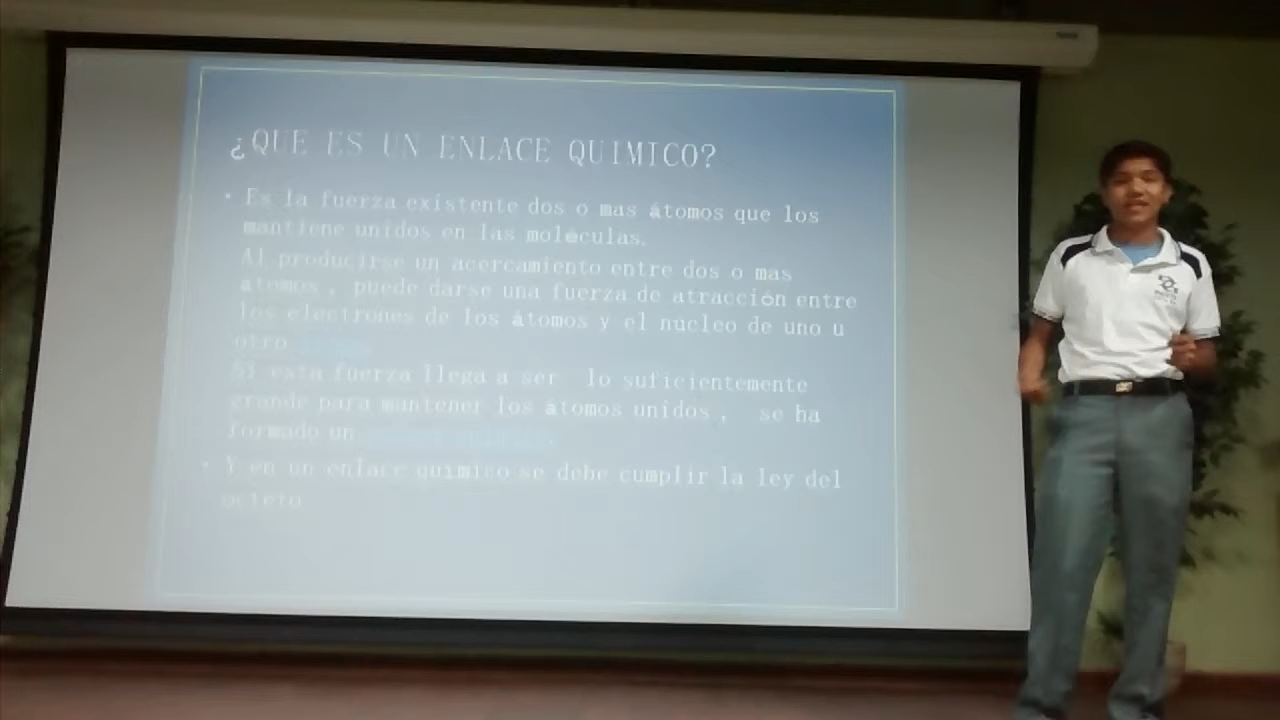 ¿QUE ES UN ENLACE QUIMICO?
• Es la fuerza existente dos o mas átomos que los
mantiene unidos en las moléculas.
Al producirse un acercamiento entre dos o mas
átomos , puede darse una fuerza de atracción entre
los electrones de los átomos y el núcleo de uno u
otro
Si esta fuerza llega a ser lo suficientemente
grande para mantener los átomos unidos , se ha
formado un
• Y en un enlace químico se debe cumplir la ley del
octeto